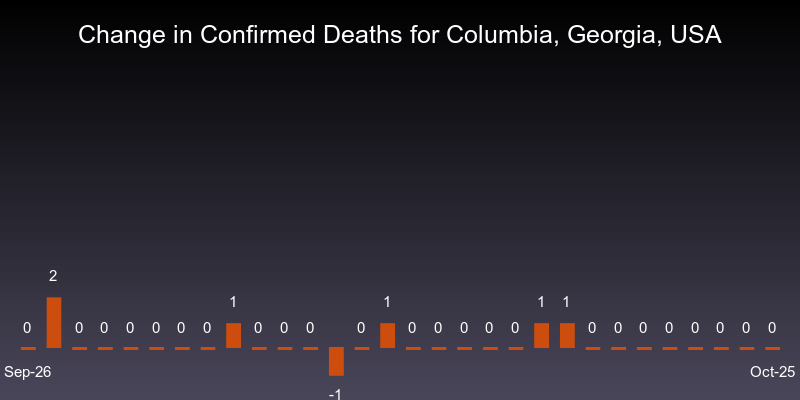 Change in Confirmed Deaths for Columbia, Georgia, USA
0 2 0 0 0 0 0 0 1 0 0 0 -1 0 1 0 0 0 0 0 1 1 0 0 0 0 0 0 0 0
Sep-26 Oct-25